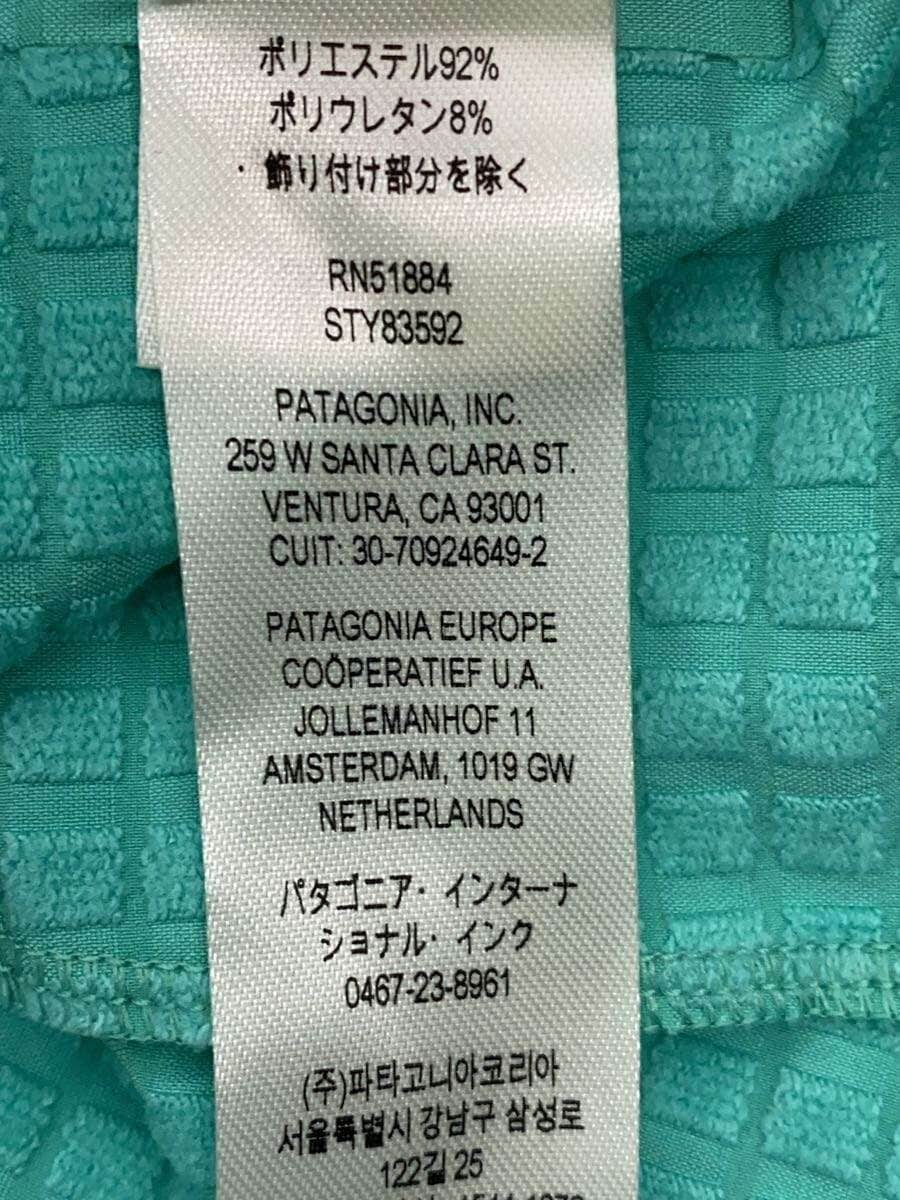 ポリエステル92%
ポリウレタン8%
・飾り付け部分を除く
RN51884
STY83592
PATAGONIA, INC.
259 W SANTA CLARA ST.
VENTURA, CA 93001
CUIT: 30-70924649-2
PATAGONIA EUROPE
COÖPERATIEF U.A.
JOLLEMANHOF 11
AMSTERDAM, 1019 GW
NETHERLANDS
パタゴニア・インターナ
ショナル・インク
0467-23-8961
(주)파타고니아코리아
서울특별시 강남구 삼성로
122길 25